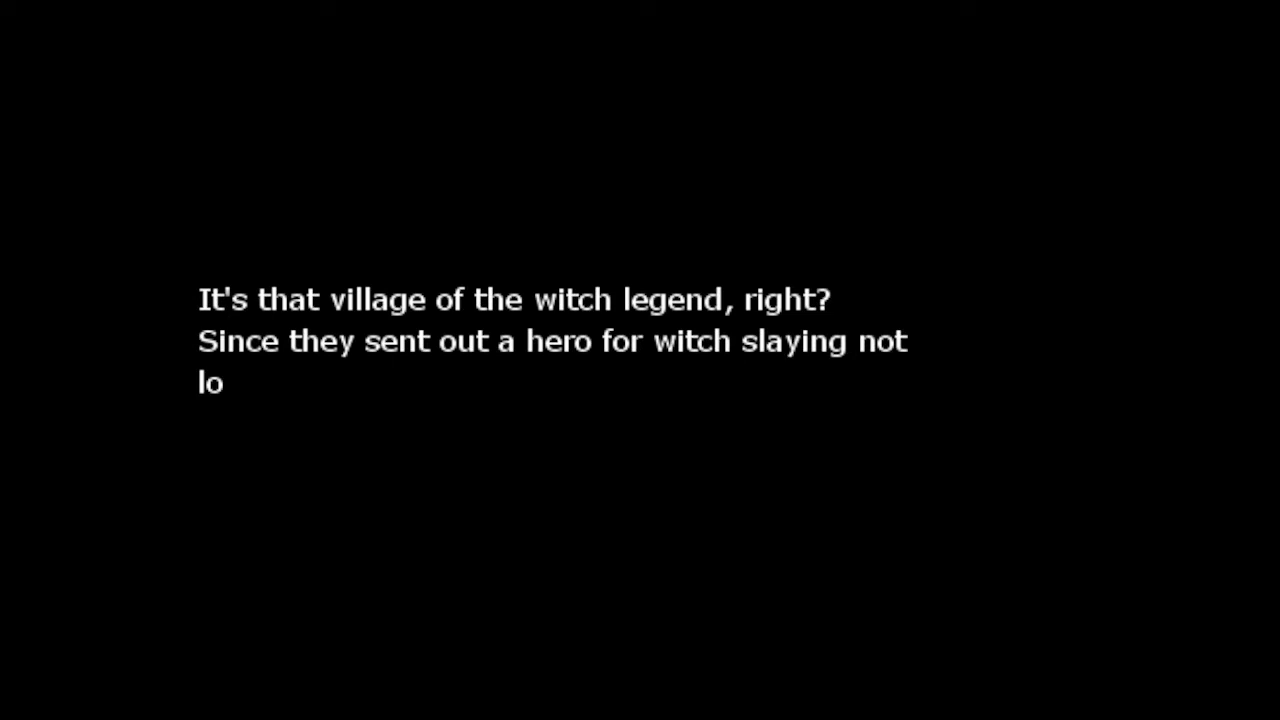 It's that village of the witch legend, right?
Since they sent out a hero for witch slaying not
lo